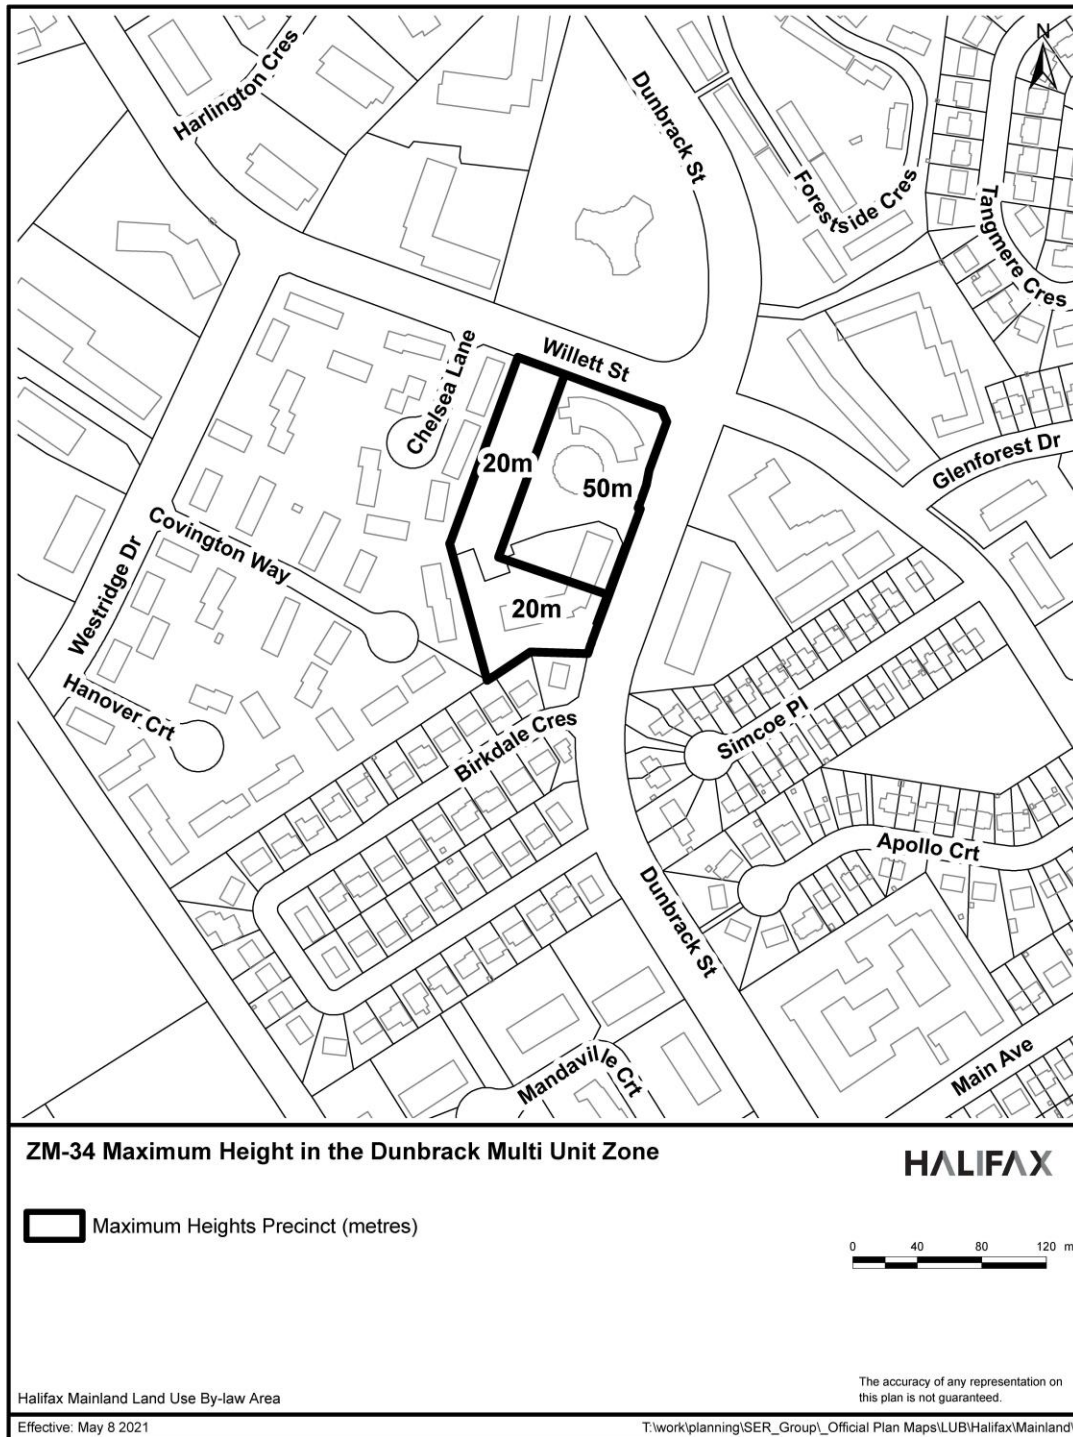 N
Harlington Cres
Dunbrack St
Forestside Cres
Tangmere Cres
Willett St
Chelsea Lane
20m
50m
Glenforest Dr
Covington Way
Westridge Dr
20m
Hanover Crt
Birkdale Cres
Simcoe Pl
Apollo Crt
Dunbrack St
Mandaville Crt
Main Ave
ZM-34 Maximum Height in the Dunbrack Multi Unit Zone
HALIFAX
Maximum Heights Precinct (metres)
0 40 80 120 m
The accuracy of any representation on
this plan is not guaranteed.
Halifax Mainland Land Use By-law Area
Effective: May 8 2021
T:\work\planning\SER_Group\_Official Plan Maps\LUB\Halifax\Mainland\